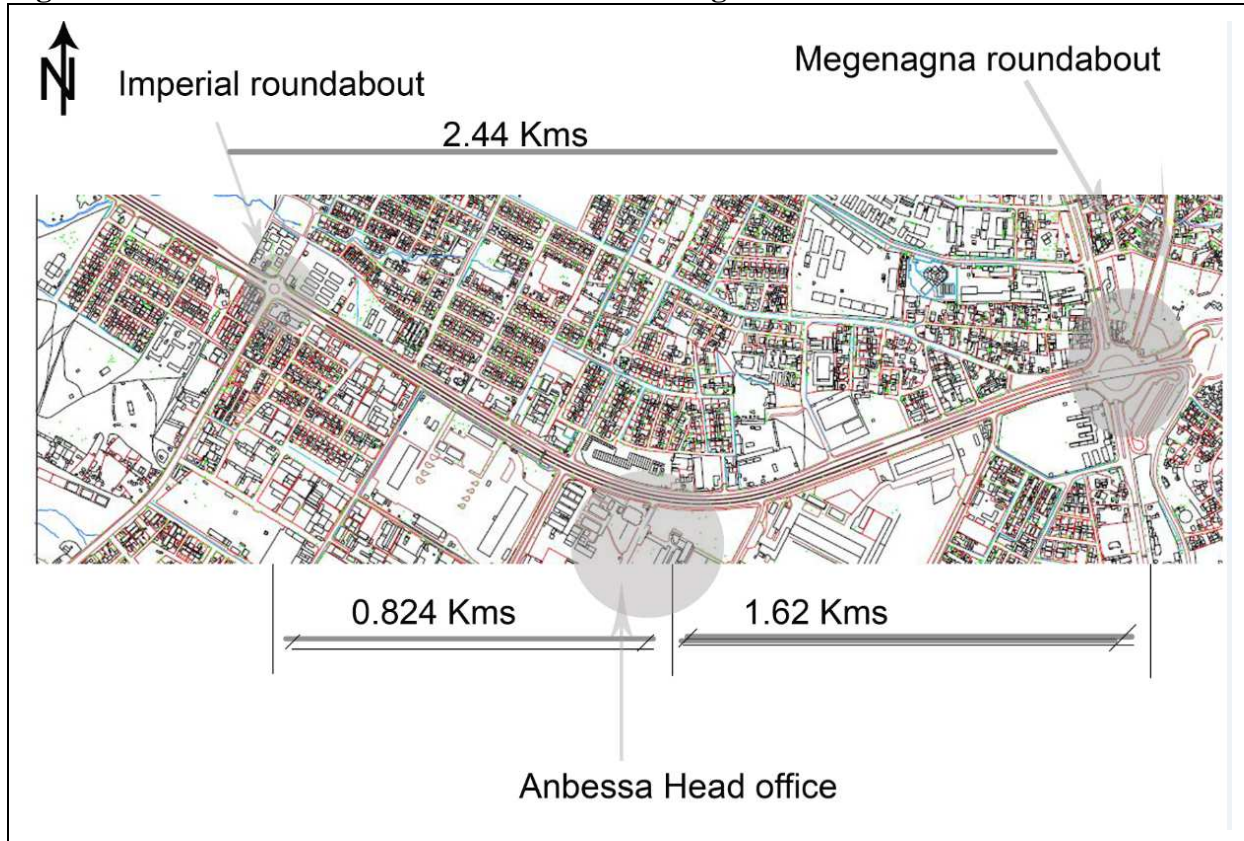 N
Imperial roundabout
Megenagna roundabout
2.44 Kms
0.824 Kms
1.62 Kms
Anbessa Head office